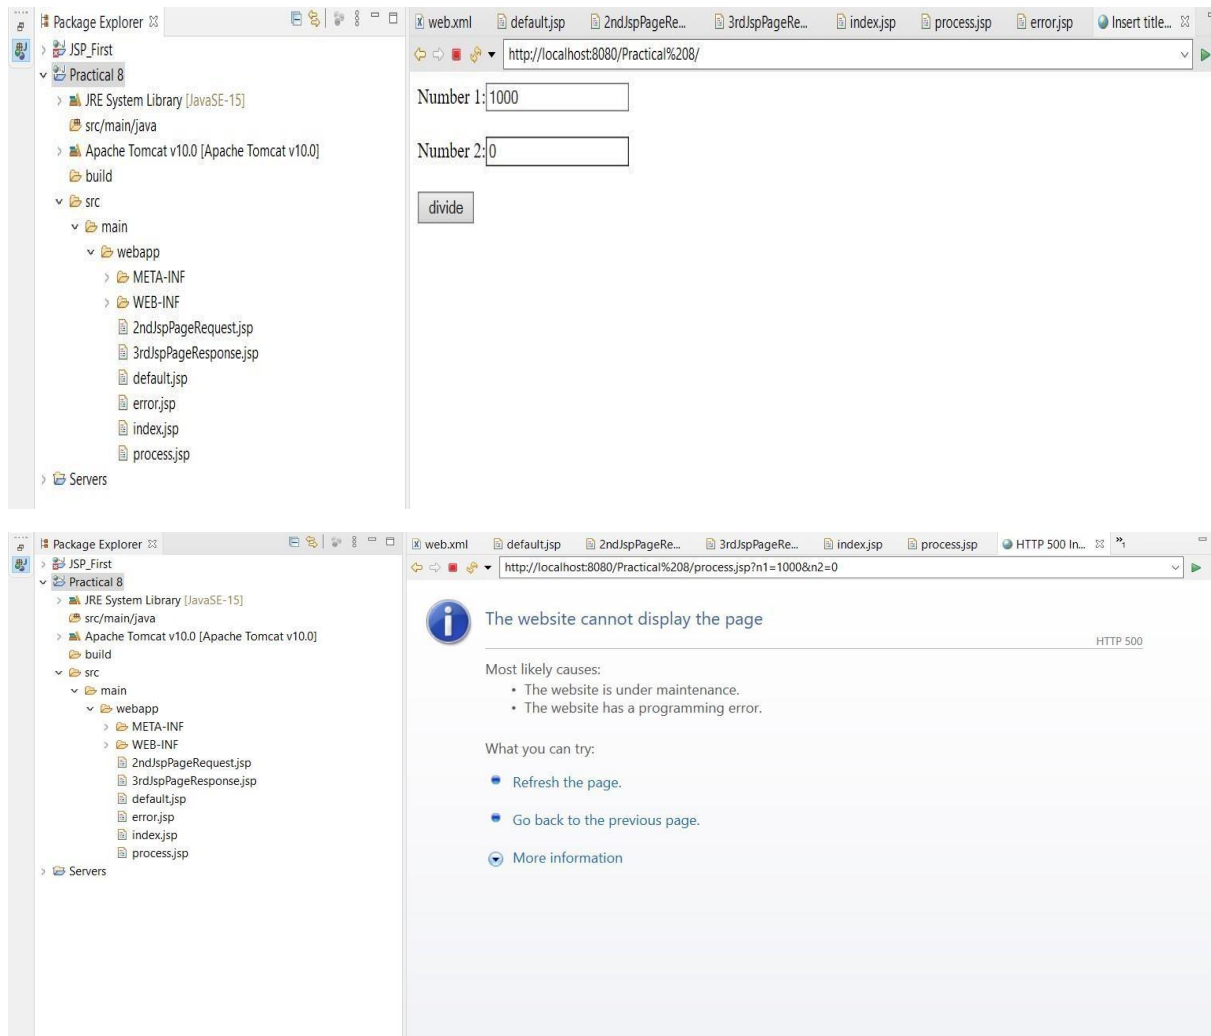 Package Explorer
web.xml
default.jsp
2ndJspPageRe...
3rdJspPageRe...
index.jsp
process.jsp
error.jsp
Insert title...
JSP_First
http://localhost:8080/Practical%208/
Practical 8
JRE System Library [JavaSE-15]
src/main/java
Apache Tomcat v10.0 [Apache Tomcat v10.0]
build
src
main
webapp
META-INF
WEB-INF
2ndJspPageRequest.jsp
3rdJspPageResponse.jsp
default.jsp
error.jsp
index.jsp
process.jsp
Servers
Number 1: 1000
Number 2: 0
divide
Package Explorer
web.xml
default.jsp
2ndJspPageRe...
3rdJspPageRe...
index.jsp
process.jsp
HTTP 500 In...
»1
JSP_First
http://localhost:8080/Practical%208/process.jsp?n1=1000&n2=0
Practical 8
JRE System Library [JavaSE-15]
src/main/java
Apache Tomcat v10.0 [Apache Tomcat v10.0]
build
src
main
webapp
META-INF
WEB-INF
2ndJspPageRequest.jsp
3rdJspPageResponse.jsp
default.jsp
error.jsp
index.jsp
process.jsp
Servers
The website cannot display the page
HTTP 500
Most likely causes:
• The website is under maintenance.
• The website has a programming error.
What you can try:
Refresh the page.
Go back to the previous page.
More information